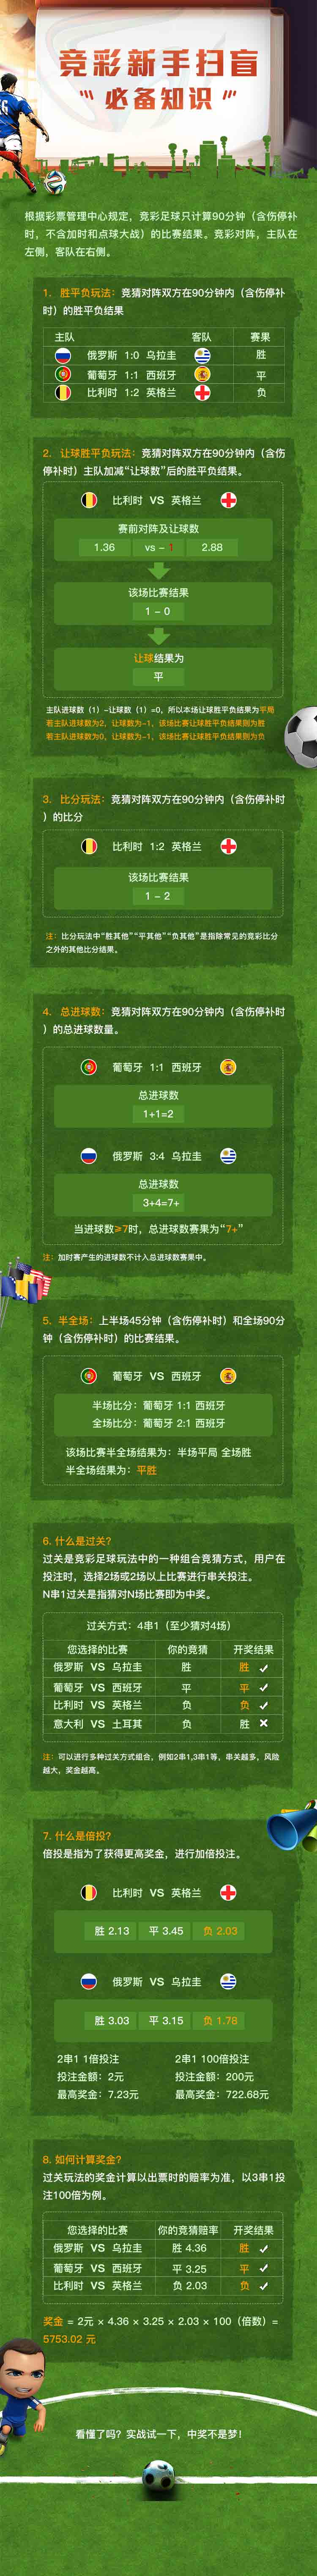 竞彩新手扫盲
必备知识
根据彩票管理中心规定，竞彩足球只计算90分钟（含伤停补
时，不含加时和点球大战）的比赛结果。竞彩对阵，主队在
左侧，客队在右侧。
1. 胜平负玩法：竞猜对阵双方在90分钟内（含伤停补
时）的胜平负结果
主队 客队 赛果
俄罗斯 1:0 乌拉圭 胜
葡萄牙 1:1 西班牙 平
比利时 1:2 英格兰 负
2. 让球胜平负玩法：竞猜对阵双方在90分钟内（含伤
停补时）主队加减“让球数”后的胜平负结果。
比利时 VS 英格兰
赛前对阵及让球数
1.36 vs - 1 2.88
该场比赛结果
1 - 0
让球结果为
平
主队进球数（1）-让球数（1）=0，所以本场让球胜平负结果为平局
若主队进球数为2，让球数为-1，该场比赛让球胜平负结果则为胜
若主队进球数为0，让球数为-1，该场比赛让球胜平负结果则为负
3. 比分玩法：竞猜对阵双方在90分钟内（含伤停补时
）的比分
比利时 1:2 英格兰
该场比赛结果
1 - 2
注：比分玩法中“胜其他”“平其他”“负其他”是指除常见的竞彩比分
之外的其他比分结果。
4. 总进球数：竞猜对阵双方在90分钟内（含伤停补时
）的总进球数量。
葡萄牙 1:1 西班牙
总进球数
1+1=2
俄罗斯 3:4 乌拉圭
总进球数
3+4=7+
当进球数≥7时，总进球数赛果为“7+”
注：加时赛产生的进球数不计入总进球数赛果中。
5. 半全场：上半场45分钟（含伤停补时）和全场90分
钟（含伤停补时）的比赛结果。
葡萄牙 VS 西班牙
半场比分：葡萄牙 1:1 西班牙
全场比分：葡萄牙 2:1 西班牙
该场比赛半全场结果为：半场平局 全场胜
半全场结果为：平胜
6. 什么是过关？
过关是竞彩足球玩法中的一种组合竞猜方式，用户在
投注时，选择2场或2场以上比赛进行串关投注。
N串1过关是指猜对N场比赛即为中奖。
过关方式：4串1（至少猜对4场）
您选择的比赛 你的竞猜 开奖结果
俄罗斯 VS 乌拉圭 胜 胜 ✓
葡萄牙 VS 西班牙 平 平 ✓
比利时 VS 英格兰 负 负 ✓
意大利 VS 土耳其 负 胜 ✕
注：可以进行多种过关方式组合，例如2串1,3串1等，串关越多，风险
越大，奖金越高。
7. 什么是倍投？
倍投是指为了获得更高奖金，进行加倍投注。
比利时 VS 英格兰
胜 2.13 平 3.45 负 2.03
俄罗斯 VS 乌拉圭
胜 3.03 平 3.15 负 1.78
2串1 1倍投注 2串1 100倍投注
投注金额：2元 投注金额：200元
最高奖金：7.23元 最高奖金：722.68元
8. 如何计算奖金？
过关玩法的奖金计算以出票时的赔率为准，以3串1投
注100倍为例。
您选择的比赛 你的竞猜赔率 开奖结果
俄罗斯 VS 乌拉圭 胜 4.36 胜 ✓
葡萄牙 VS 西班牙 平 3.25 平 ✓
比利时 VS 英格兰 负 2.03 负 ✓
奖金 = 2元 × 4.36 × 3.25 × 2.03 × 100（倍数）=
5753.02 元
看懂了吗？实战试一下，中奖不是梦！